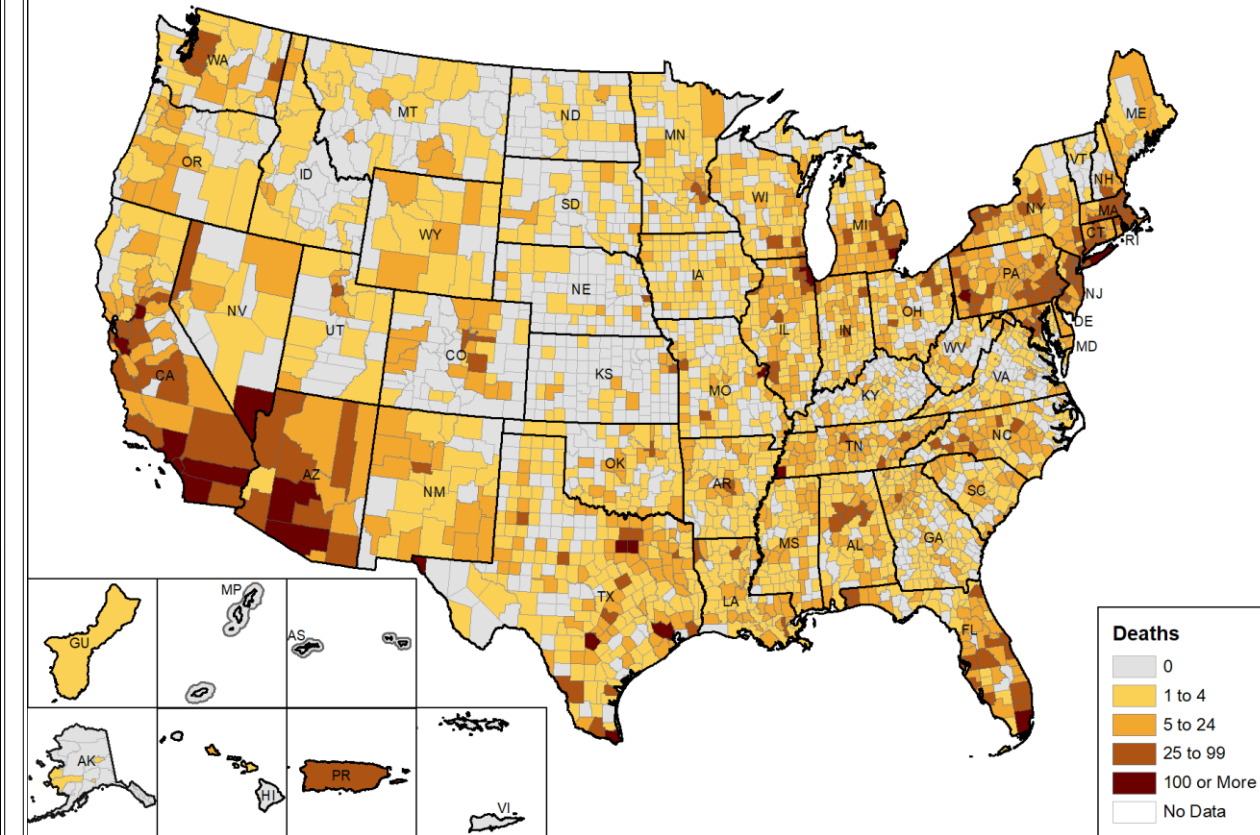 WA
MT
ND
MN
ME
OR
ID
SD
WI
VT
NH
NY
MA
MI
WY
CT
RI
IA
PA
NE
NV
NJ
OH
UT
IL
IN
DE
CO
MD
WV
CA
KS
VA
MO
KY
NC
TN
OK
AZ
AR
NM
SC
GA
MS
AL
TX
LA
FL
MP
AS
GU
AK
HI
PR
VI
Deaths
0
1 to 4
5 to 24
25 to 99
100 or More
No Data